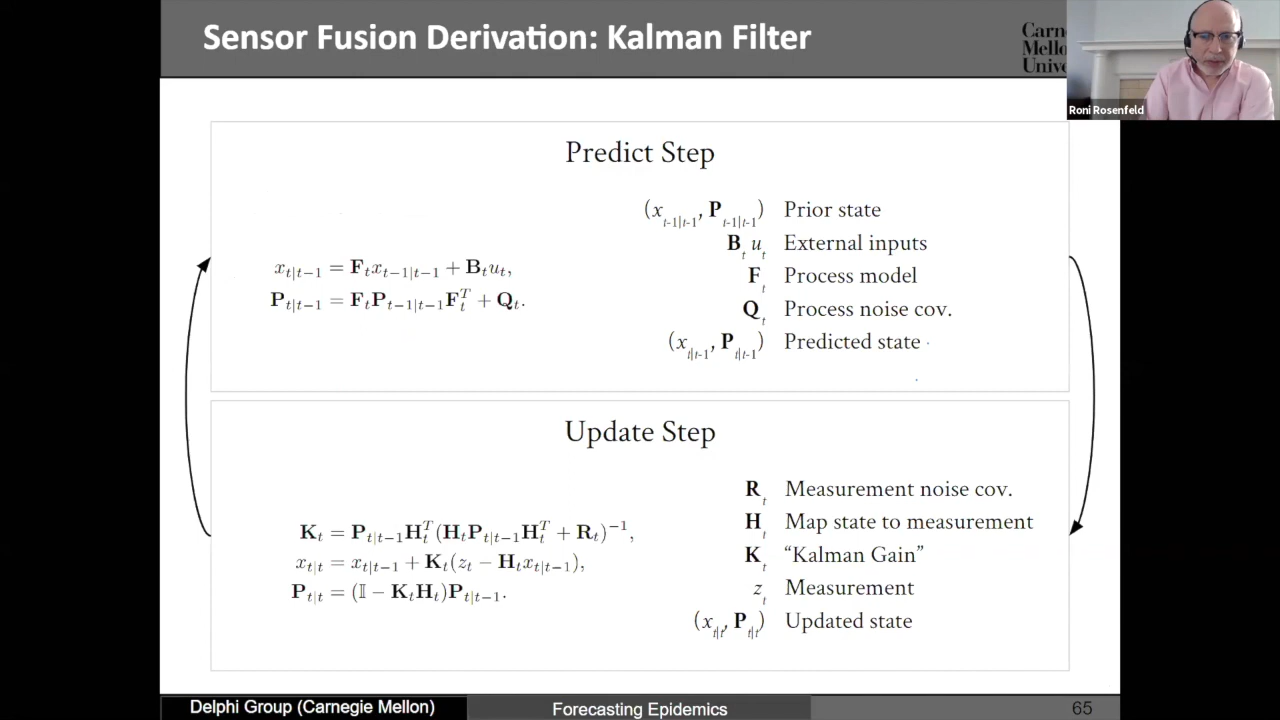 Sensor Fusion Derivation: Kalman Filter
Carn
Mello
Unive
Roni Rosenfeld
Predict Step
(x_{t-1|t-1}, P_{t-1|t-1}) Prior state
B_t u_t External inputs
F_t Process model
Q_t Process noise cov.
(x_{t|t-1}, P_{t|t-1}) Predicted state
x_{t|t−1} = F_t x_{t−1|t−1} + B_t u_t,
P_{t|t−1} = F_t P_{t−1|t−1} F_t^T + Q_t.
Update Step
R_t Measurement noise cov.
H_t Map state to measurement
K_t “Kalman Gain”
z_t Measurement
(x_{t|t}, P_{t|t}) Updated state
K_t = P_{t|t−1} H_t^T (H_t P_{t|t−1} H_t^T + R_t)^{−1},
x_{t|t} = x_{t|t−1} + K_t(z_t − H_t x_{t|t−1}),
P_{t|t} = (𝕀 − K_t H_t)P_{t|t−1}.
Delphi Group (Carnegie Mellon)
Forecasting Epidemics
65